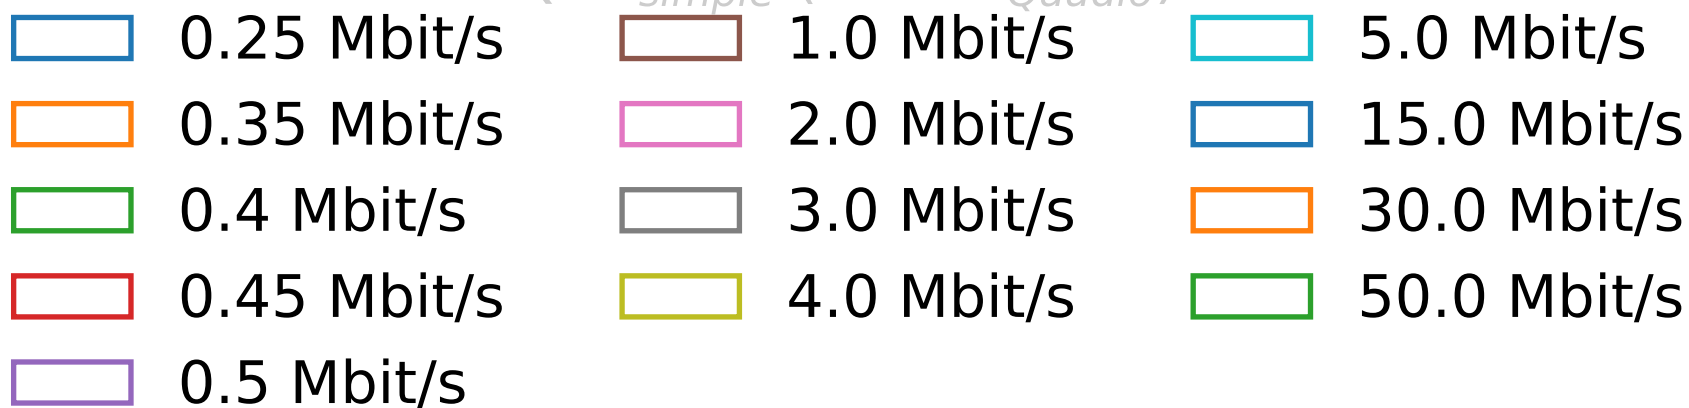 0.25 Mbit/s
0.35 Mbit/s
0.4 Mbit/s
0.45 Mbit/s
0.5 Mbit/s
1.0 Mbit/s
2.0 Mbit/s
3.0 Mbit/s
4.0 Mbit/s
5.0 Mbit/s
15.0 Mbit/s
30.0 Mbit/s
50.0 Mbit/s